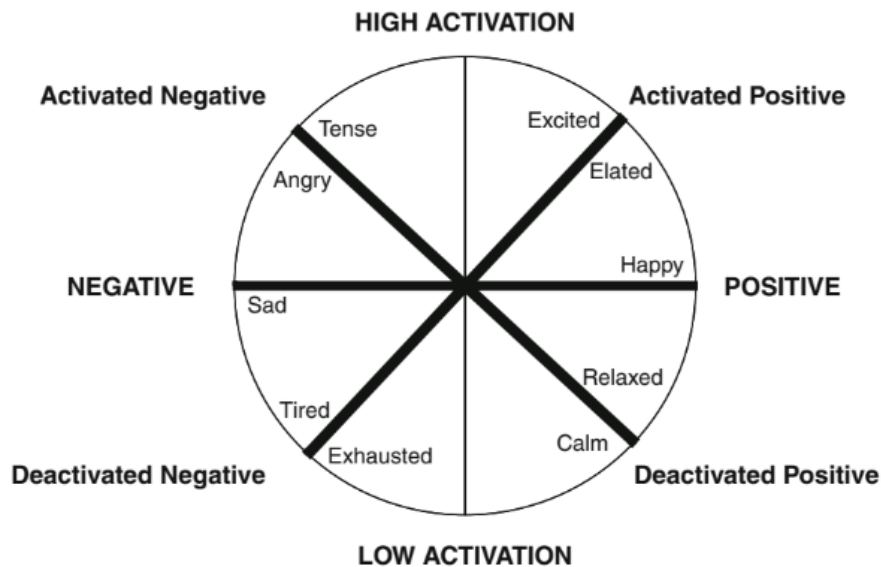 HIGH ACTIVATION
Activated Negative
Activated Positive
Tense
Excited
Angry
Elated
Happy
NEGATIVE
POSITIVE
Sad
Relaxed
Tired
Calm
Exhausted
Deactivated Negative
Deactivated Positive
LOW ACTIVATION